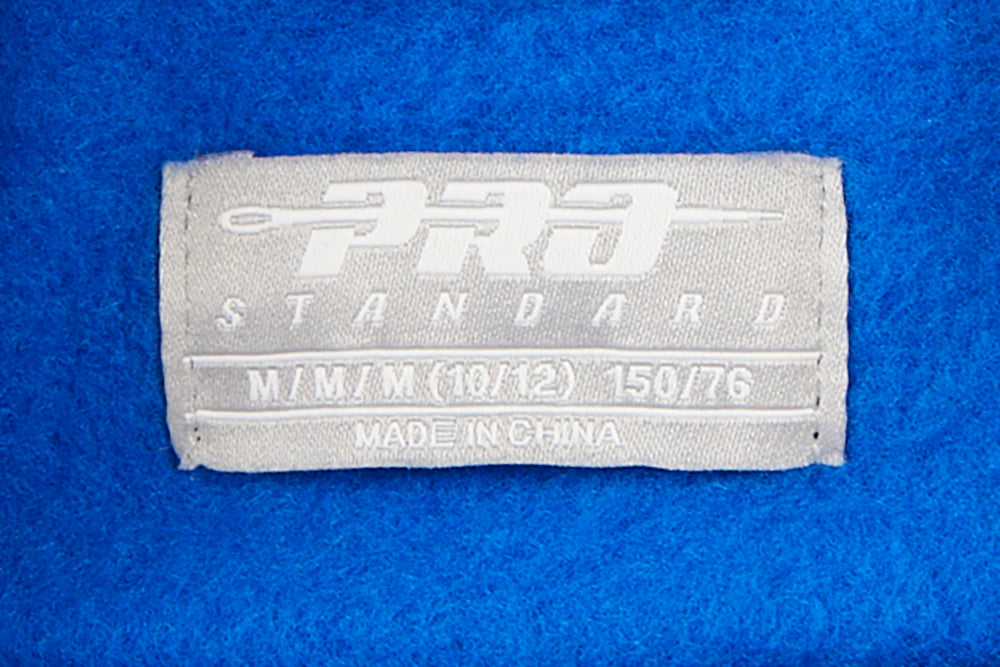 PRO
STANDARD
M/M/M (10/12) 150/76
MADE IN CHINA